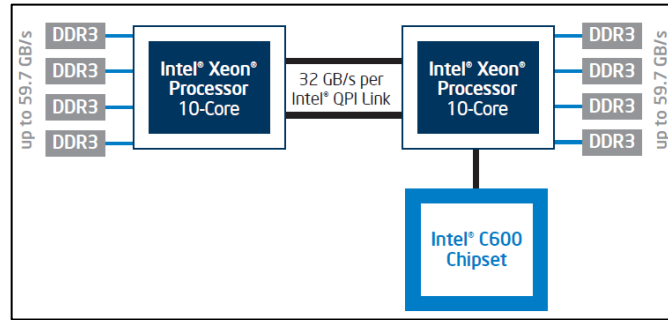 up to 59.7 GB/s
DDR3
DDR3
DDR3
DDR3
Intel® Xeon®
Processor
10-Core
32 GB/s per
Intel® QPI Link
Intel® Xeon®
Processor
10-Core
DDR3
DDR3
DDR3
DDR3
up to 59.7 GB/s
Intel® C600
Chipset